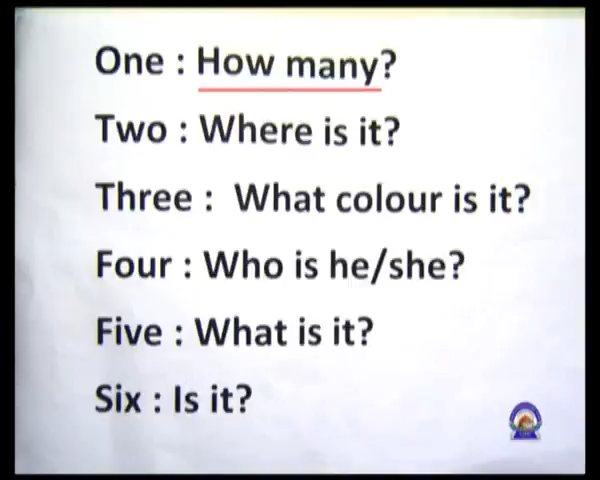 One : How many?
Two : Where is it?
Three : What colour is it?
Four : Who is he/she?
Five : What is it?
Six : Is it?